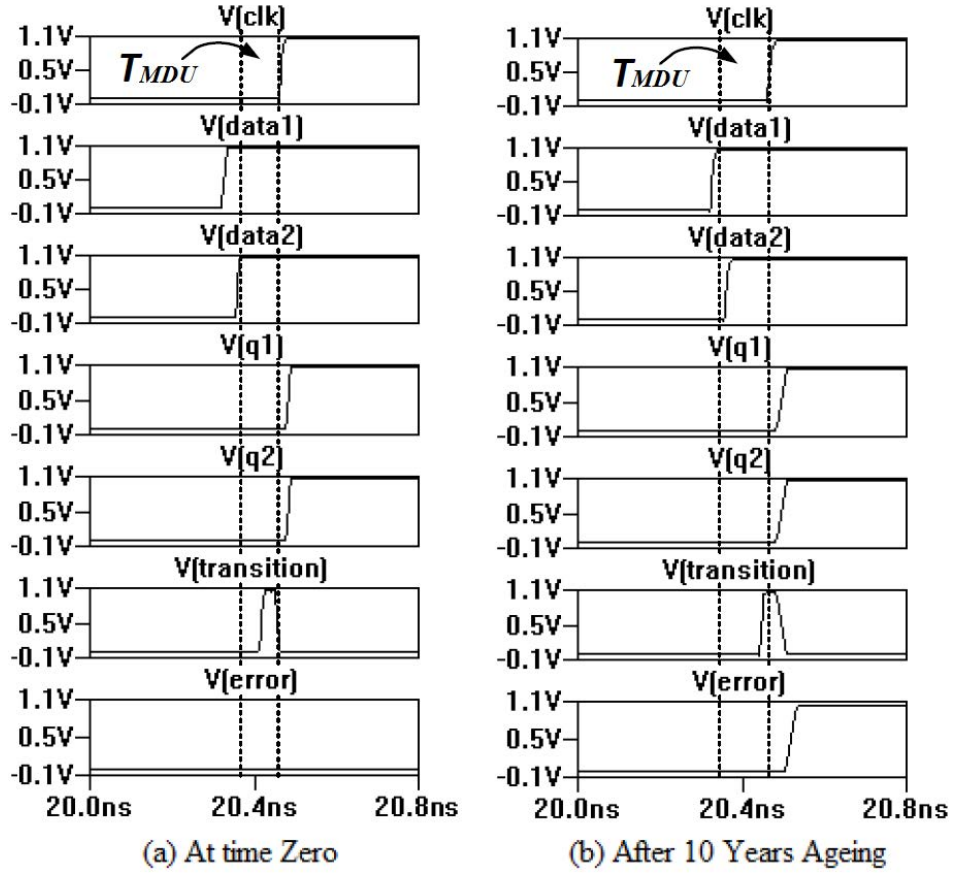 V(clk)
1.1V
0.5V
-0.1V
TMDU
V(data1)
1.1V
0.5V
-0.1V
V(data2)
1.1V
0.5V
-0.1V
V(q1)
1.1V
0.5V
-0.1V
V(q2)
1.1V
0.5V
-0.1V
V(transition)
1.1V
0.5V
-0.1V
V(error)
1.1V
0.5V
-0.1V
20.0ns 20.4ns 20.8ns
(a) At time Zero
V(clk)
1.1V
0.5V
-0.1V
TMDU
V(data1)
1.1V
0.5V
-0.1V
V(data2)
1.1V
0.5V
-0.1V
V(q1)
1.1V
0.5V
-0.1V
V(q2)
1.1V
0.5V
-0.1V
V(transition)
1.1V
0.5V
-0.1V
V(error)
1.1V
0.5V
-0.1V
20.0ns 20.4ns 20.8ns
(b) After 10 Years Ageing